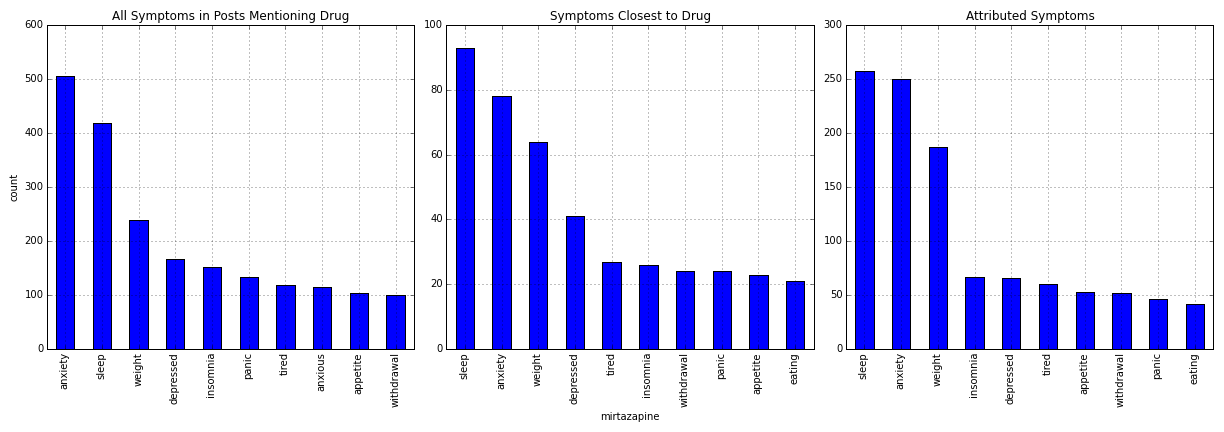 All Symptoms in Posts Mentioning Drug
600
500
400
300
200
100
0
count
anxiety
sleep
weight
depressed
insomnia
panic
tired
anxious
appetite
withdrawal
Symptoms Closest to Drug
100
80
60
40
20
0
sleep
anxiety
weight
depressed
tired
insomnia
withdrawal
panic
appetite
eating
mirtazapine
Attributed Symptoms
300
250
200
150
100
50
0
sleep
anxiety
weight
insomnia
depressed
tired
appetite
withdrawal
panic
eating